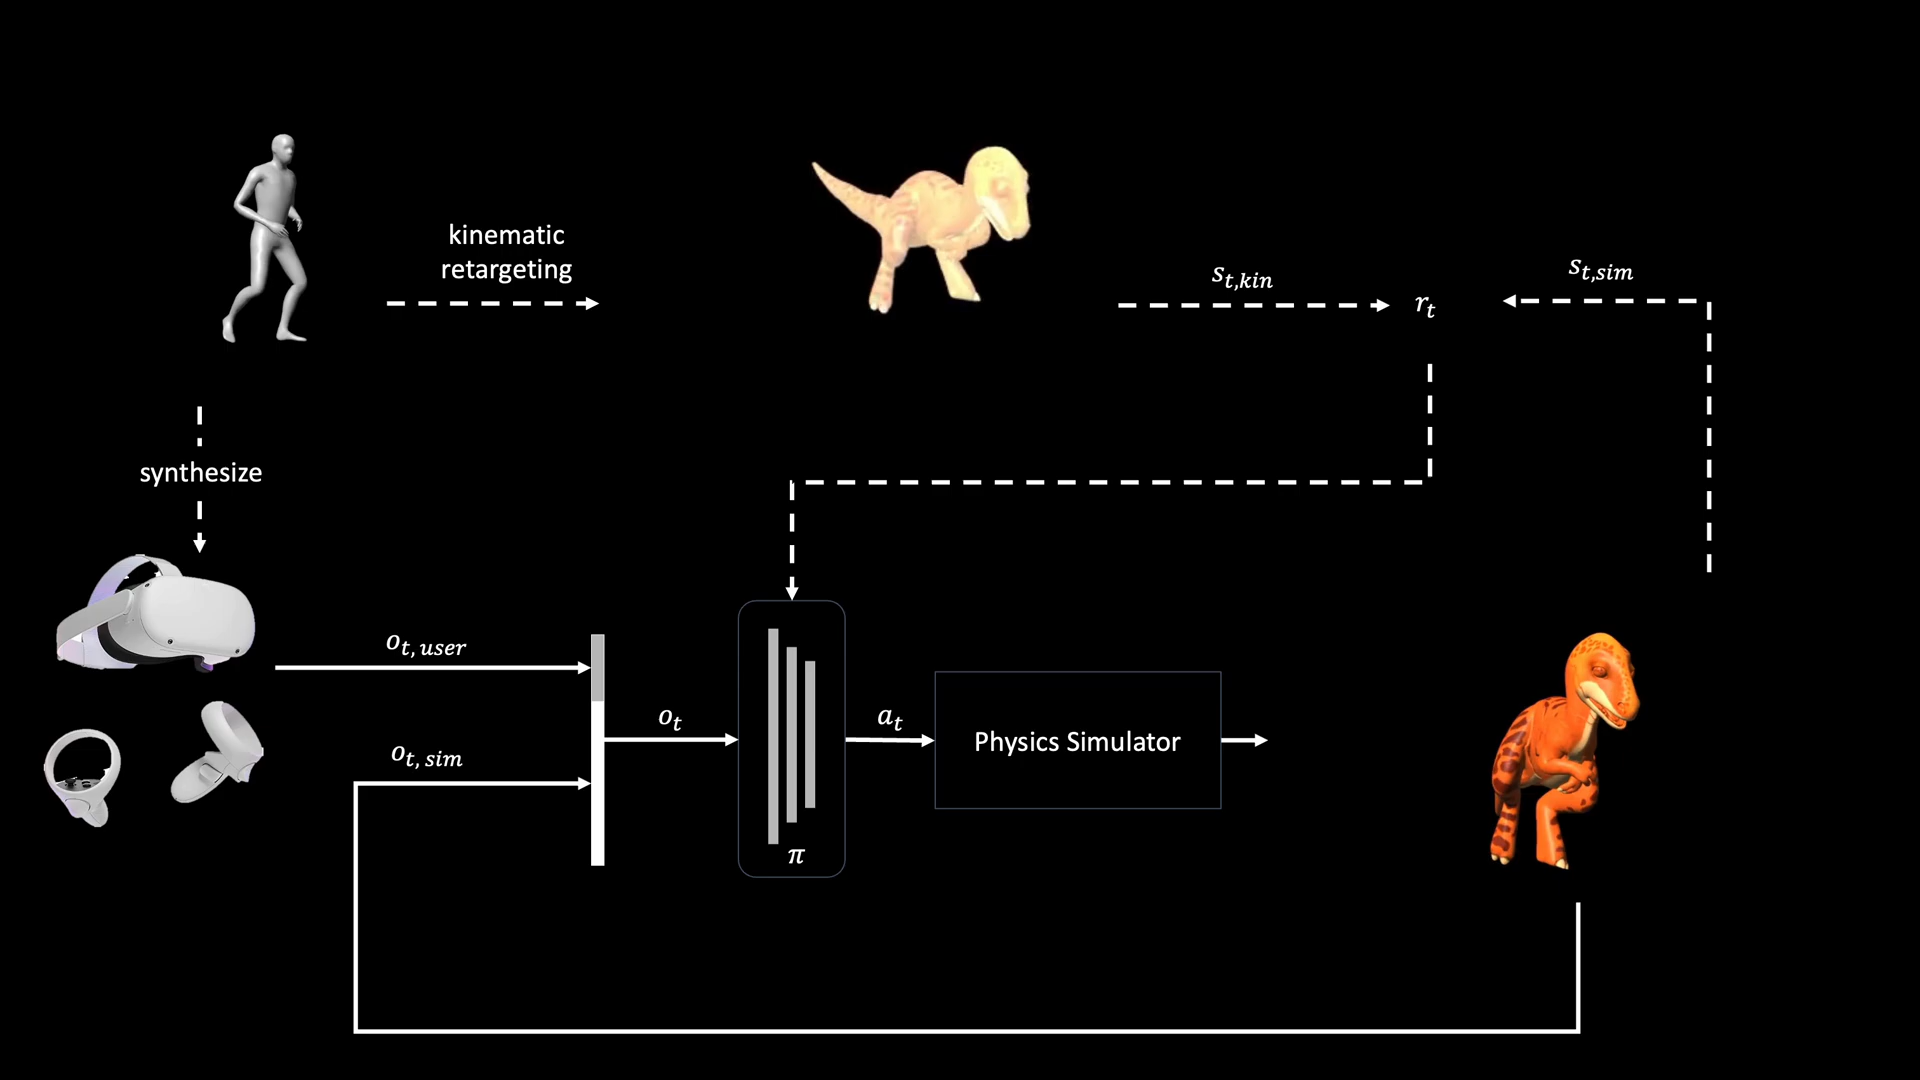 kinematic
retargeting
s_{t,kin}
s_{t,sim}
r_t
synthesize
o_{t, user}
o_t
a_t
Physics Simulator
o_{t, sim}
π